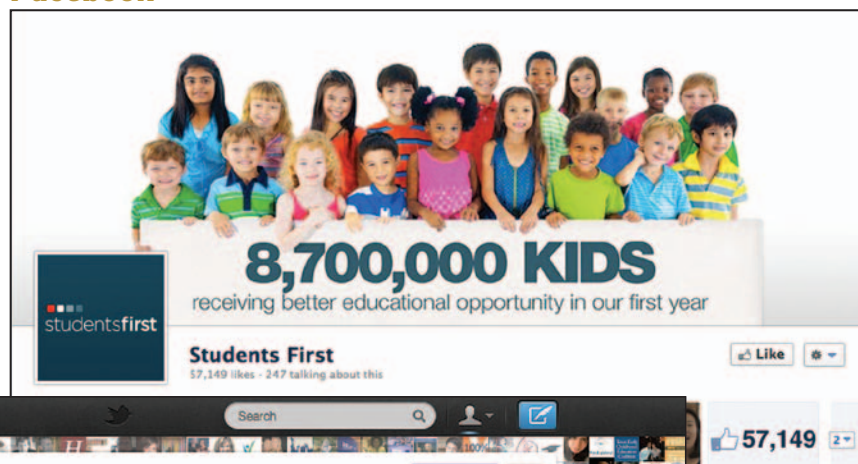 8,700,000 KIDS
receiving better educational opportunity in our first year
studentsfirst
Students First
57,149 likes · 247 talking about this
Like
Search
57,149
2
100%